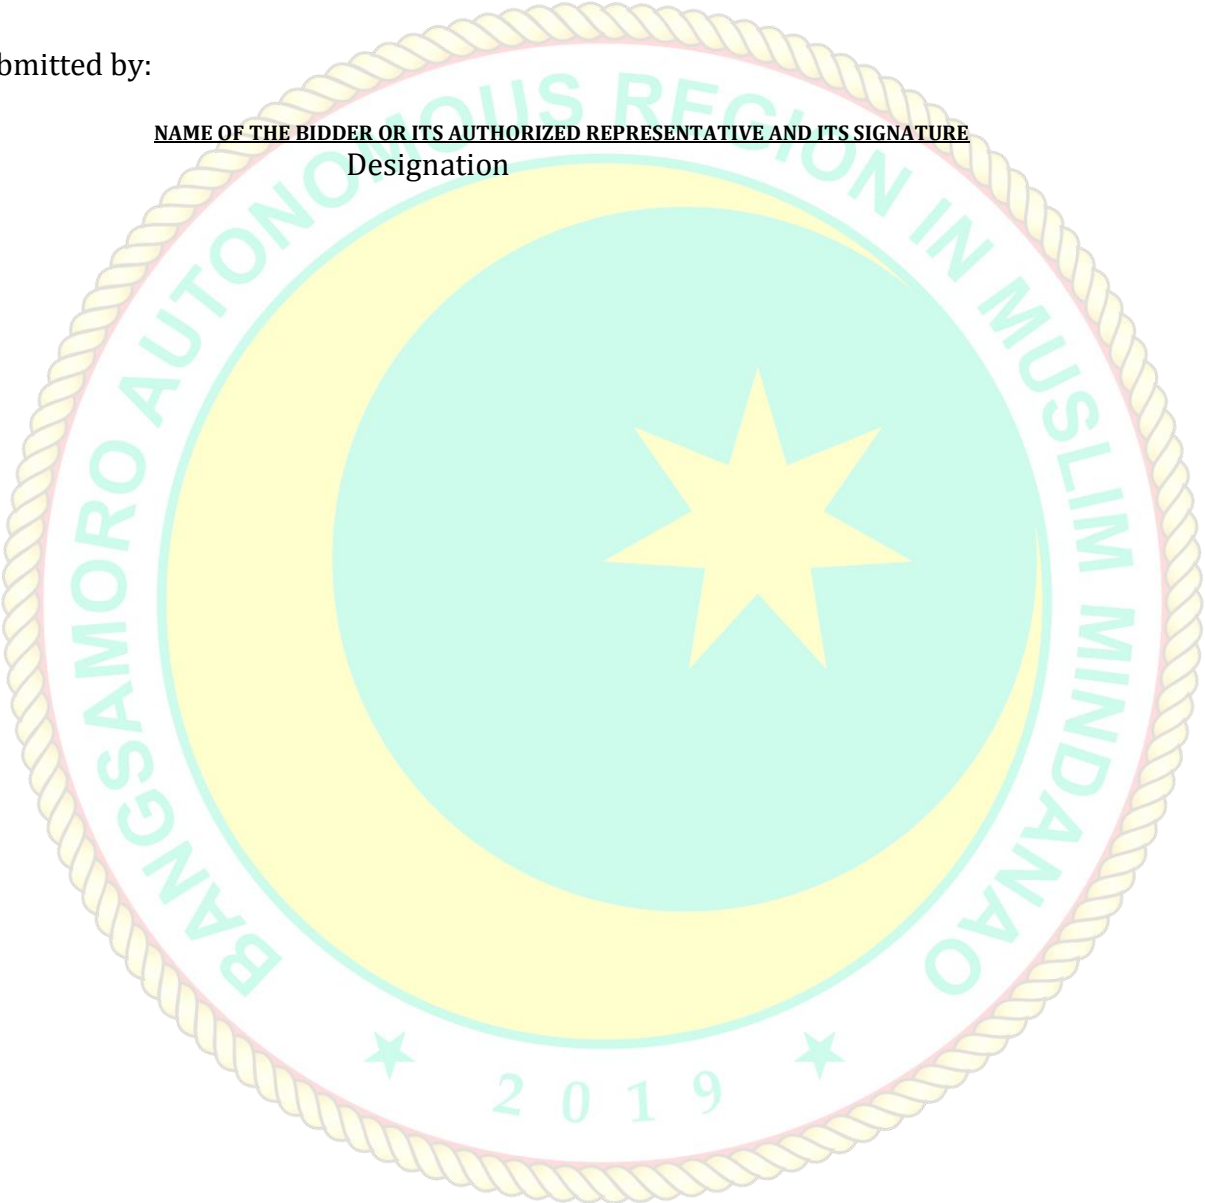 bmitted by:
NAME OF THE BIDDER OR ITS AUTHORIZED REPRESENTATIVE AND ITS SIGNATURE
Designation
BANGSAMORO AUTONOMOUS REGION IN MUSLIM MINDANAO
2019